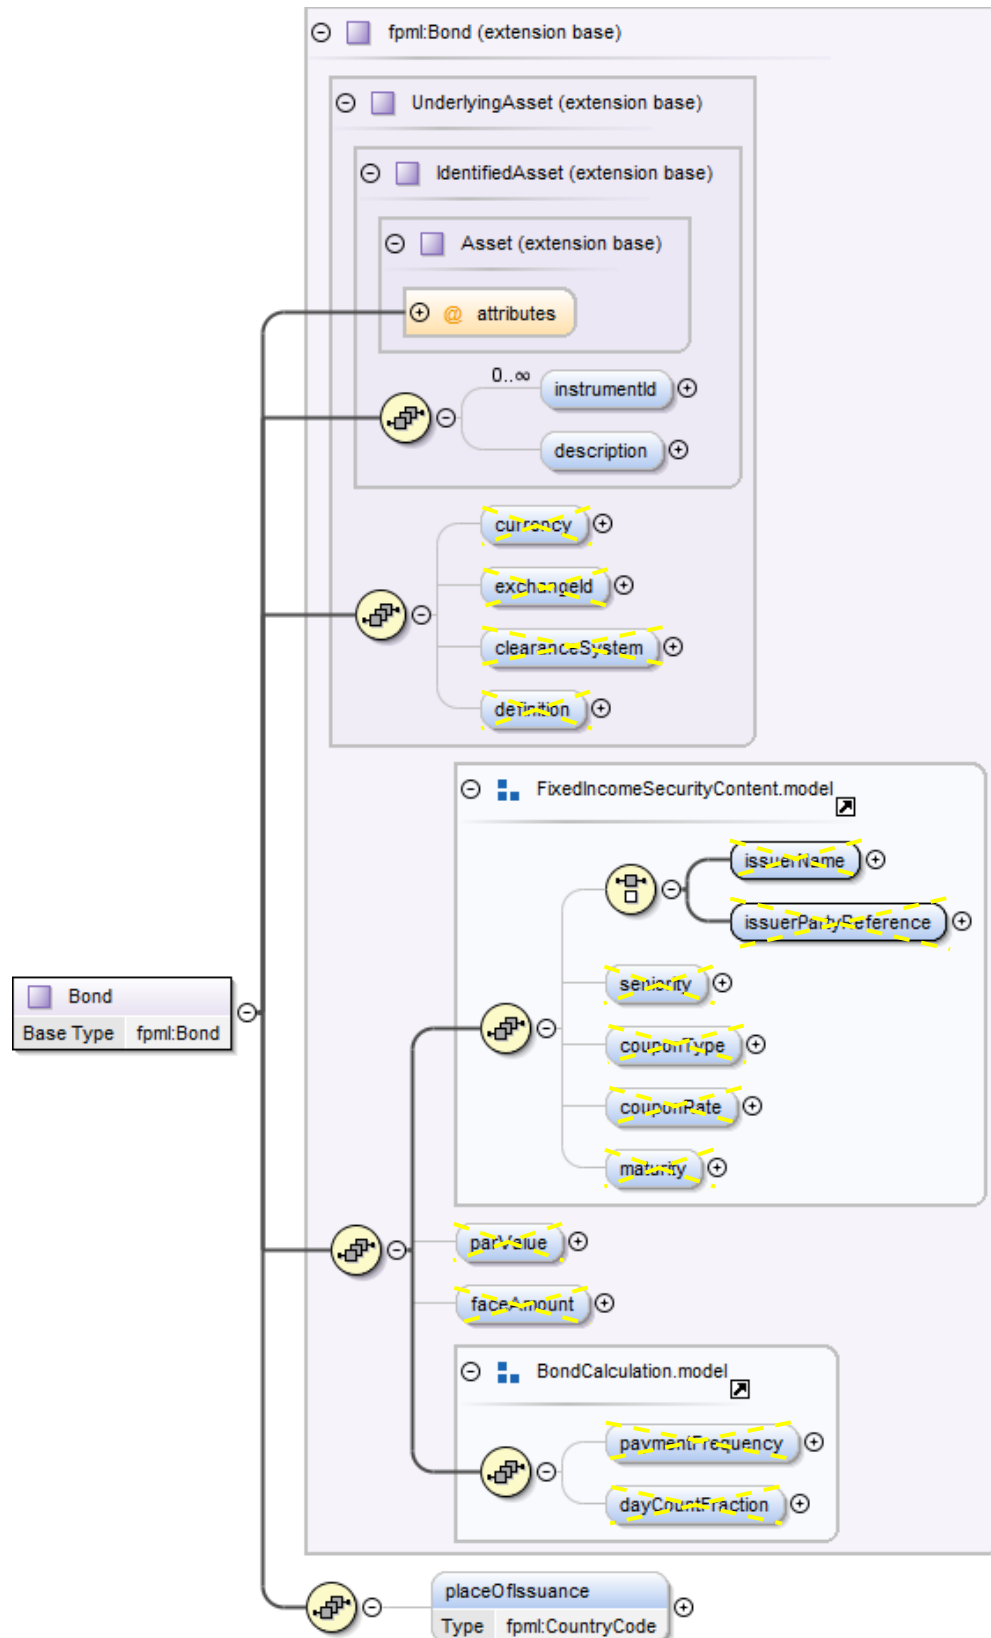 fpml:Bond (extension base)
UnderlyingAsset (extension base)
IdentifiedAsset (extension base)
Asset (extension base)
@ attributes
0..∞
instrumentId
description
currency
exchangeId
clearanceSystem
definition
FixedIncomeSecurityContent.model
issuerName
issuerPartyReference
Bond
Base Type fpml:Bond
seniority
couponType
couponRate
maturity
parValue
faceAmount
BondCalculation.model
paymentFrequency
dayCountFraction
placeOfIssuance
Type fpml:CountryCode